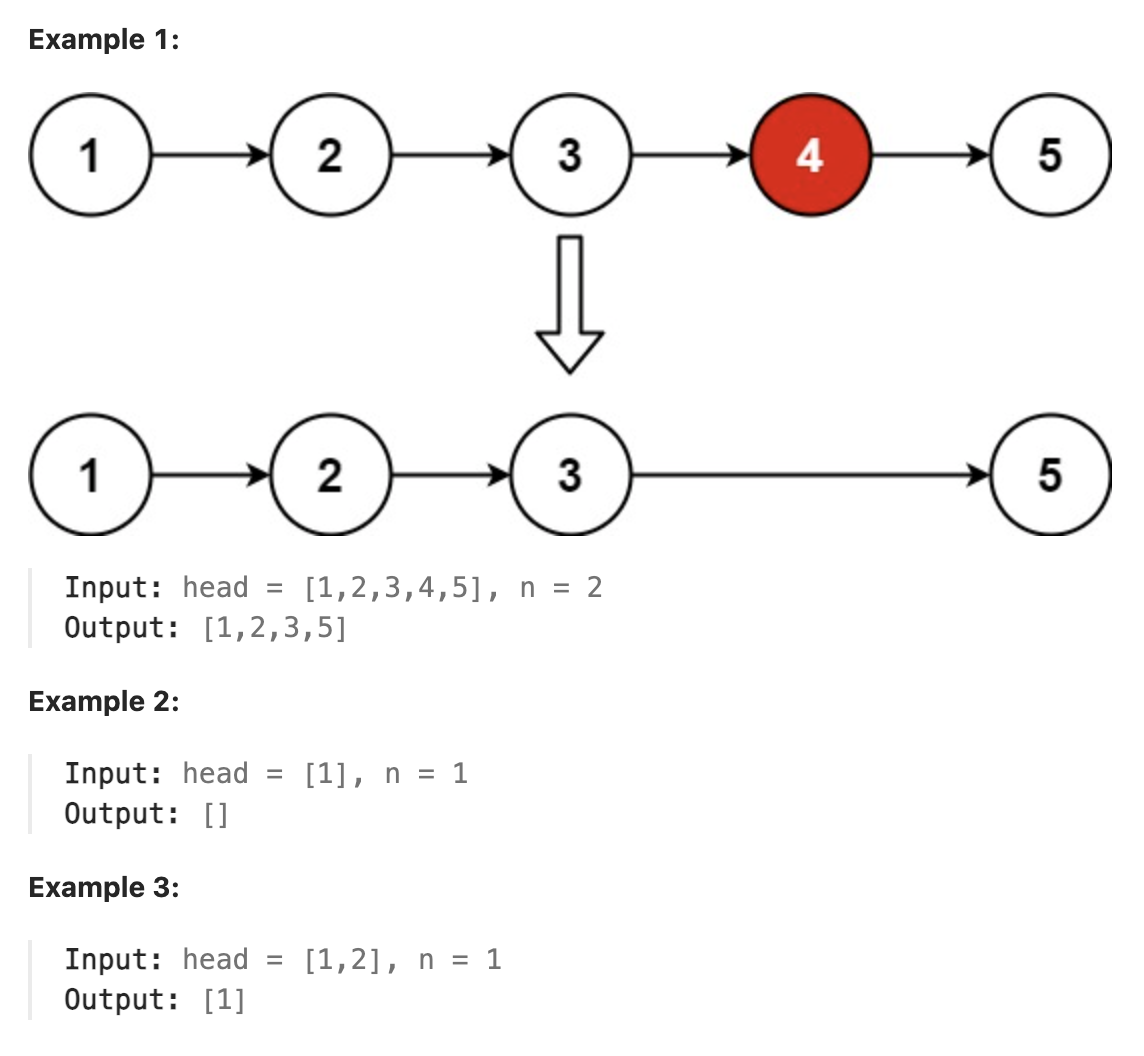 Example 1:
1 2 3 4 5
1 2 3 5
Input: head = [1,2,3,4,5], n = 2
Output: [1,2,3,5]
Example 2:
Input: head = [1], n = 1
Output: []
Example 3:
Input: head = [1,2], n = 1
Output: [1]